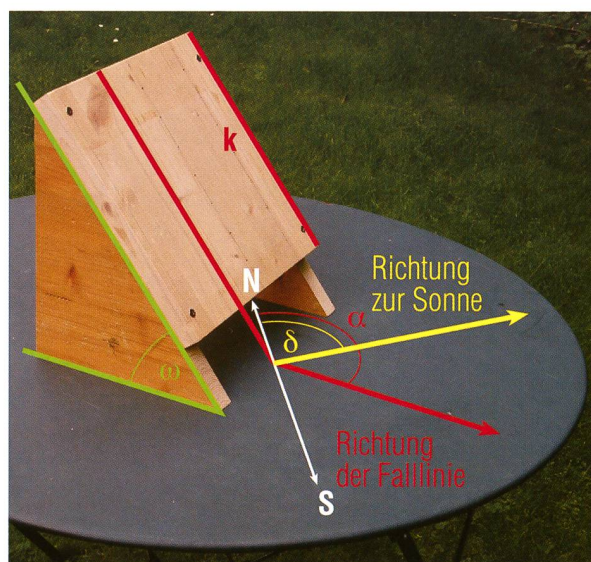 k
N
Richtung
zur Sonne
α
δ
ω
Richtung
der Falllinie
S